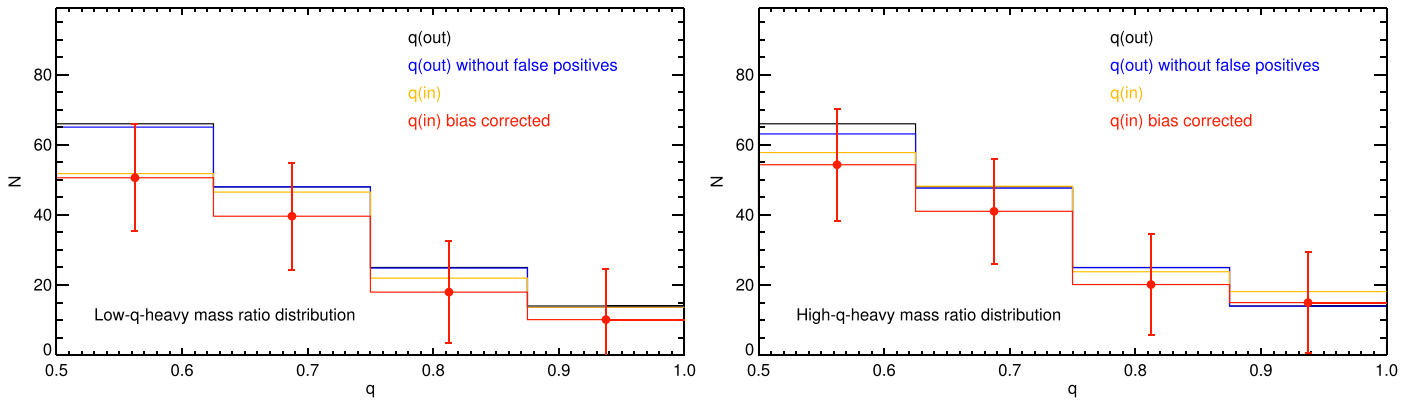 q(out)
q(out) without false positives
q(in)
q(in) bias corrected
80
60
40
20
0
N
Low-q-heavy mass ratio distribution
0.5 0.6 0.7 0.8 0.9 1.0
q
q(out)
q(out) without false positives
q(in)
q(in) bias corrected
80
60
40
20
0
N
High-q-heavy mass ratio distribution
0.5 0.6 0.7 0.8 0.9 1.0
q